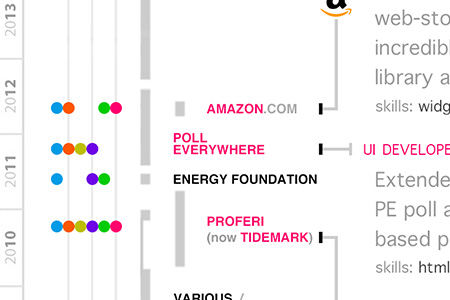 2013
web-sto
incredibl
library a
2012
AMAZON.COM
skills: widg
POLL
EVERYWHERE
UI DEVELOPE
2011
ENERGY FOUNDATION
Extende
PE poll a
based p
PROFERI
(now TIDEMARK)
2010
skills: html
VARIOUS /